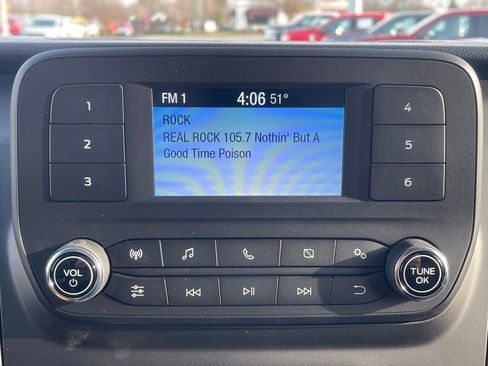 FM 1 4:06 51°
ROCK
REAL ROCK 105.7 Nothin' But A
Good Time Poison
1
2
3
4
5
6
VOL
TUNE
OK